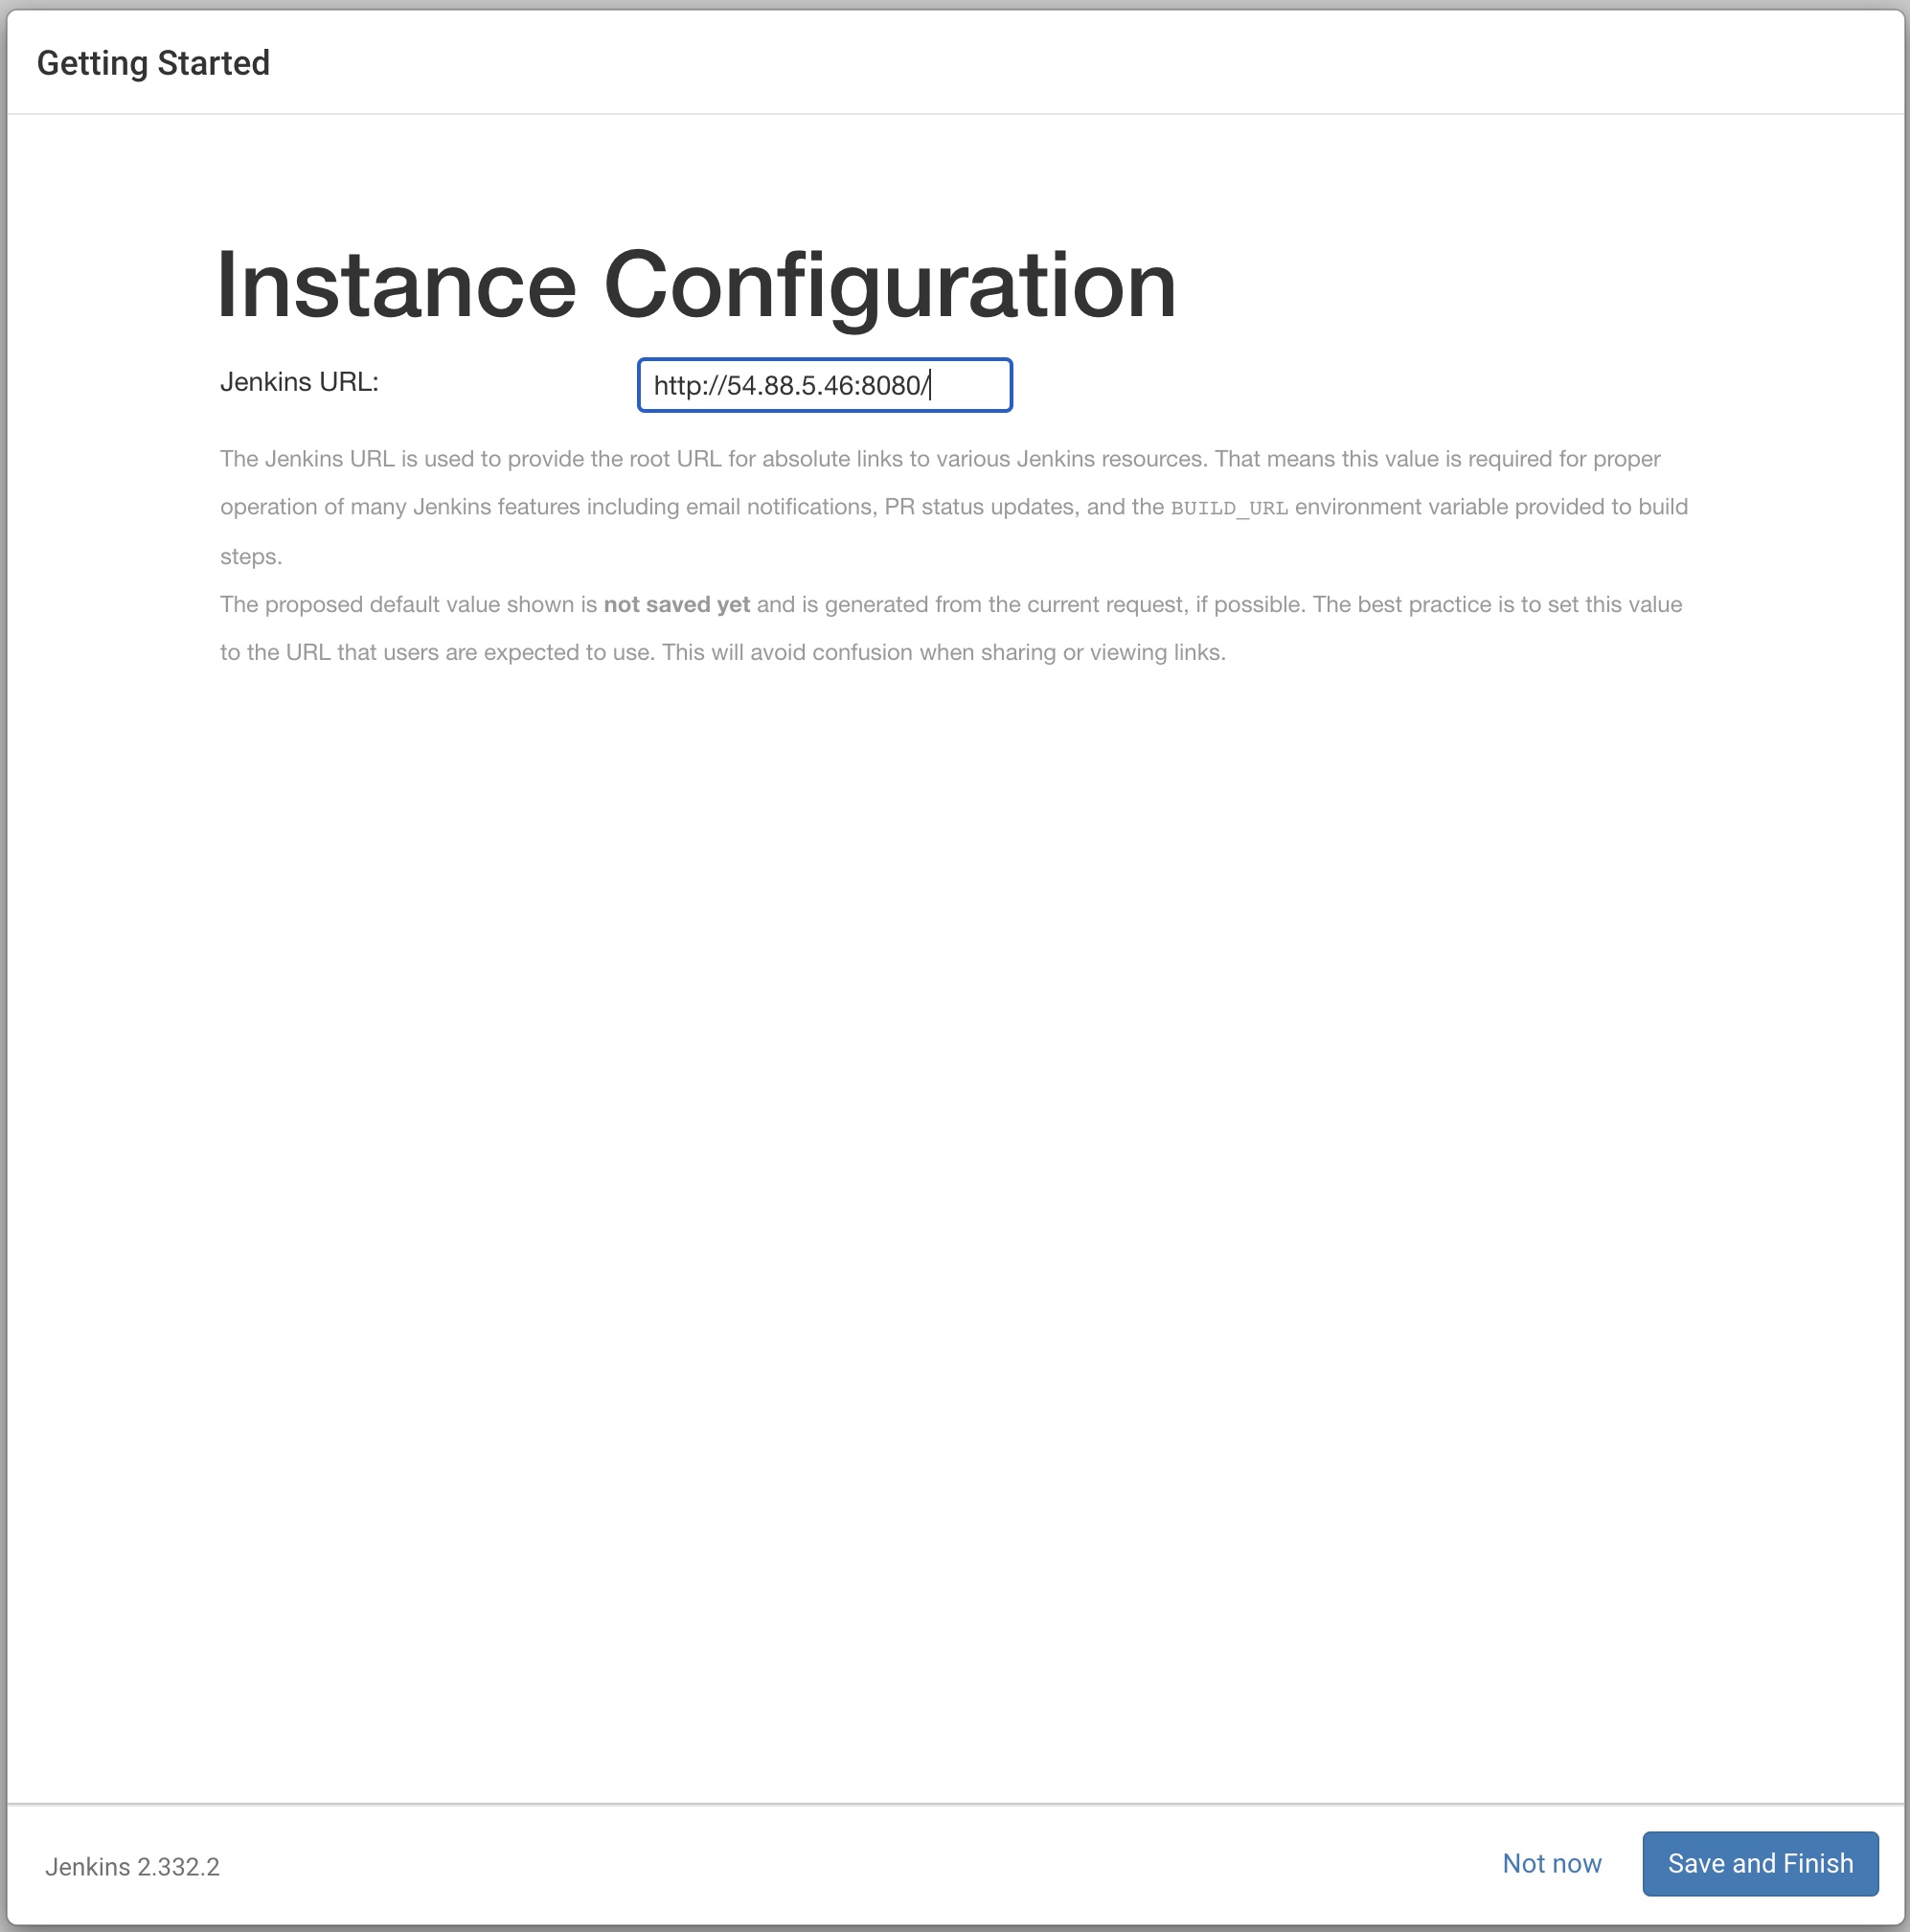 Getting Started
Instance Configuration
Jenkins URL:
http://54.88.5.46:8080/
The Jenkins URL is used to provide the root URL for absolute links to various Jenkins resources. That means this value is required for proper
operation of many Jenkins features including email notifications, PR status updates, and the BUILD_URL environment variable provided to build
steps.
The proposed default value shown is not saved yet and is generated from the current request, if possible. The best practice is to set this value
to the URL that users are expected to use. This will avoid confusion when sharing or viewing links.
Jenkins 2.332.2
Not now
Save and Finish